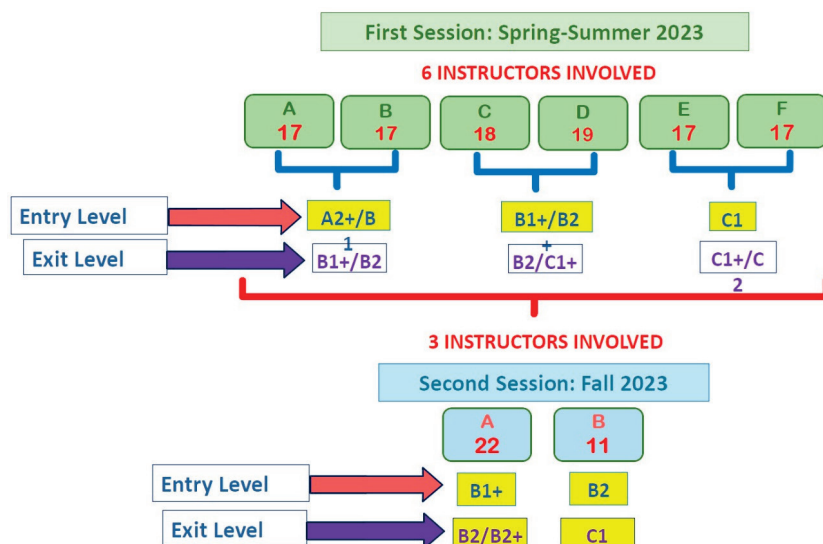 First Session: Spring-Summer 2023
6 INSTRUCTORS INVOLVED
A B C D E F
17 17 18 19 17 17
Entry Level A2+/B1 B1+/B2+ C1
Exit Level B1+/B2 B2/C1+ C1+/C2
3 INSTRUCTORS INVOLVED
Second Session: Fall 2023
A B
22 11
Entry Level B1+ B2
Exit Level B2/B2+ C1